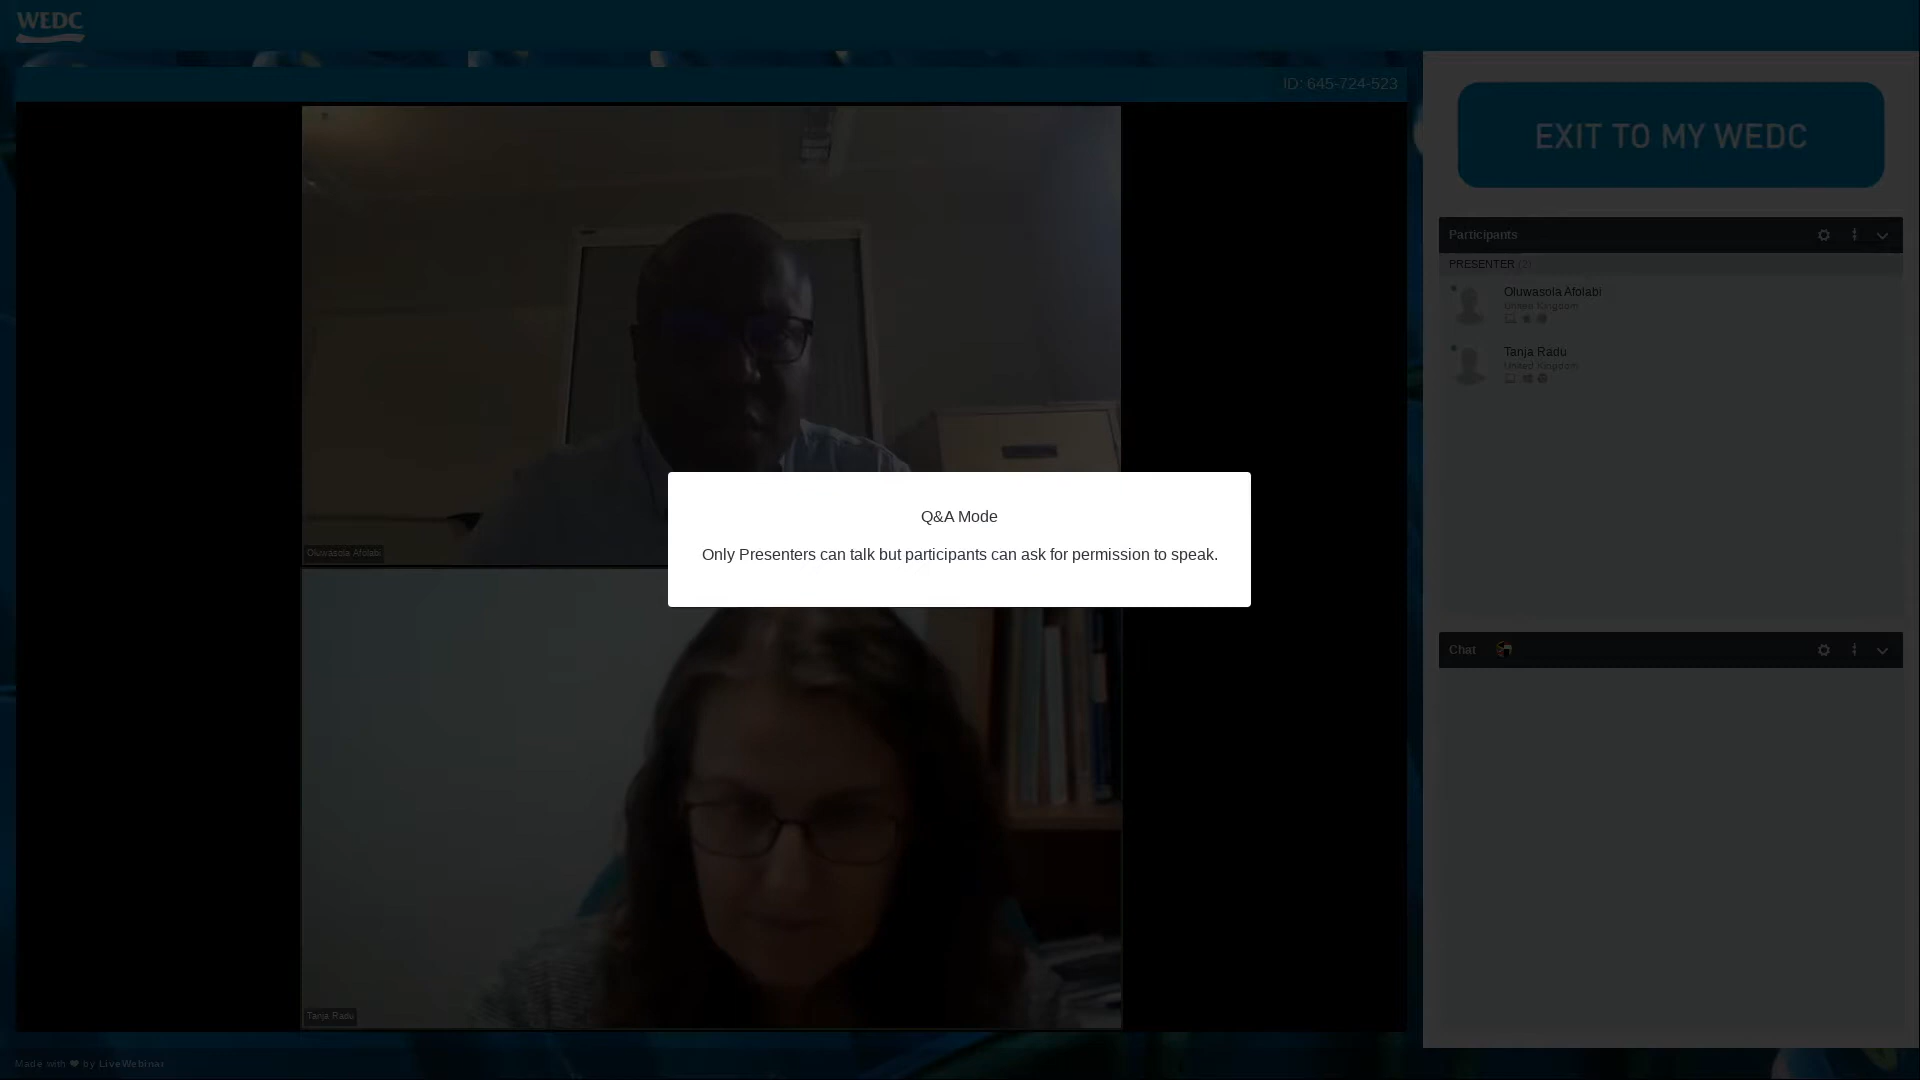 WEDC
ID: 645-724-523
EXIT TO MY WEDC
Participants
PRESENTER (2)
Oluwasola Afolabi
United Kingdom
Tanja Radu
United Kingdom
Q&A Mode
Only Presenters can talk but participants can ask for permission to speak.
Oluwasola Afolabi
Chat
Tanja Radu
Made with ❤ by LiveWebinar